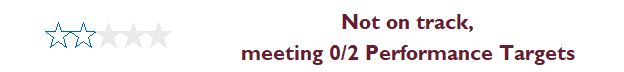 Not on track,
meeting 0/2 Performance Targets